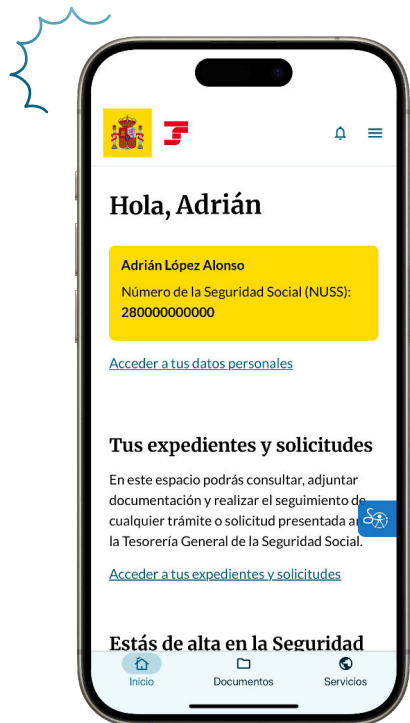 Hola, Adrián
Adrián López Alonso
Número de la Seguridad Social (NUSS):
280000000000
Acceder a tus datos personales
Tus expedientes y solicitudes
En este espacio podrás consultar, adjuntar
documentación y realizar el seguimiento de
cualquier trámite o solicitud presentada a
la Tesorería General de la Seguridad Social.
Acceder a tus expedientes y solicitudes
Estás de alta en la Seguridad
Inicio
Documentos
Servicios